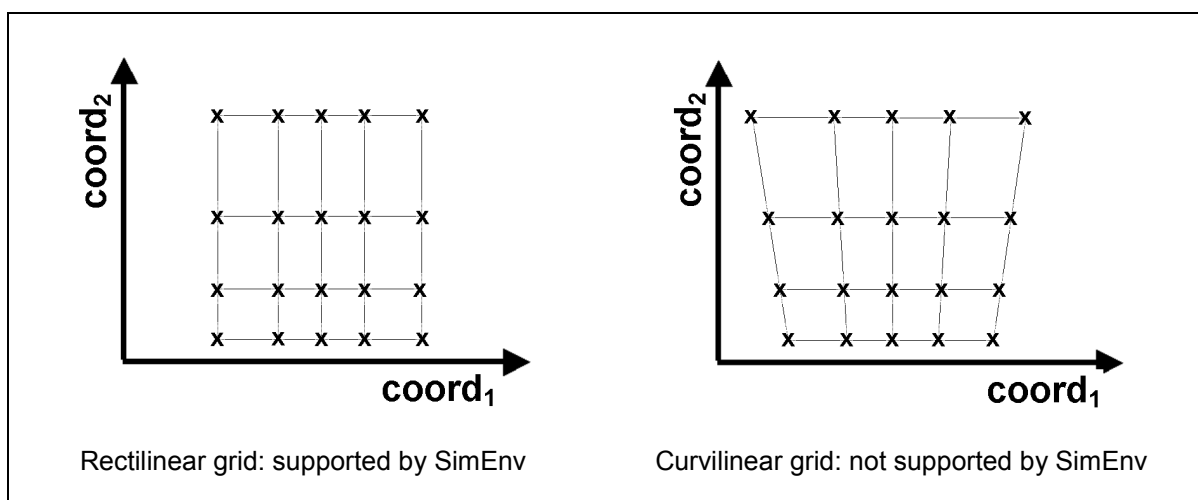 coord₂
x x x x x
x x x x x
x x x x x
x x x x x
coord₁
Rectilinear grid: supported by SimEnv
coord₂
x x x x x
x x x x x
x x x x x
x x x x x
coord₁
Curvilinear grid: not supported by SimEnv